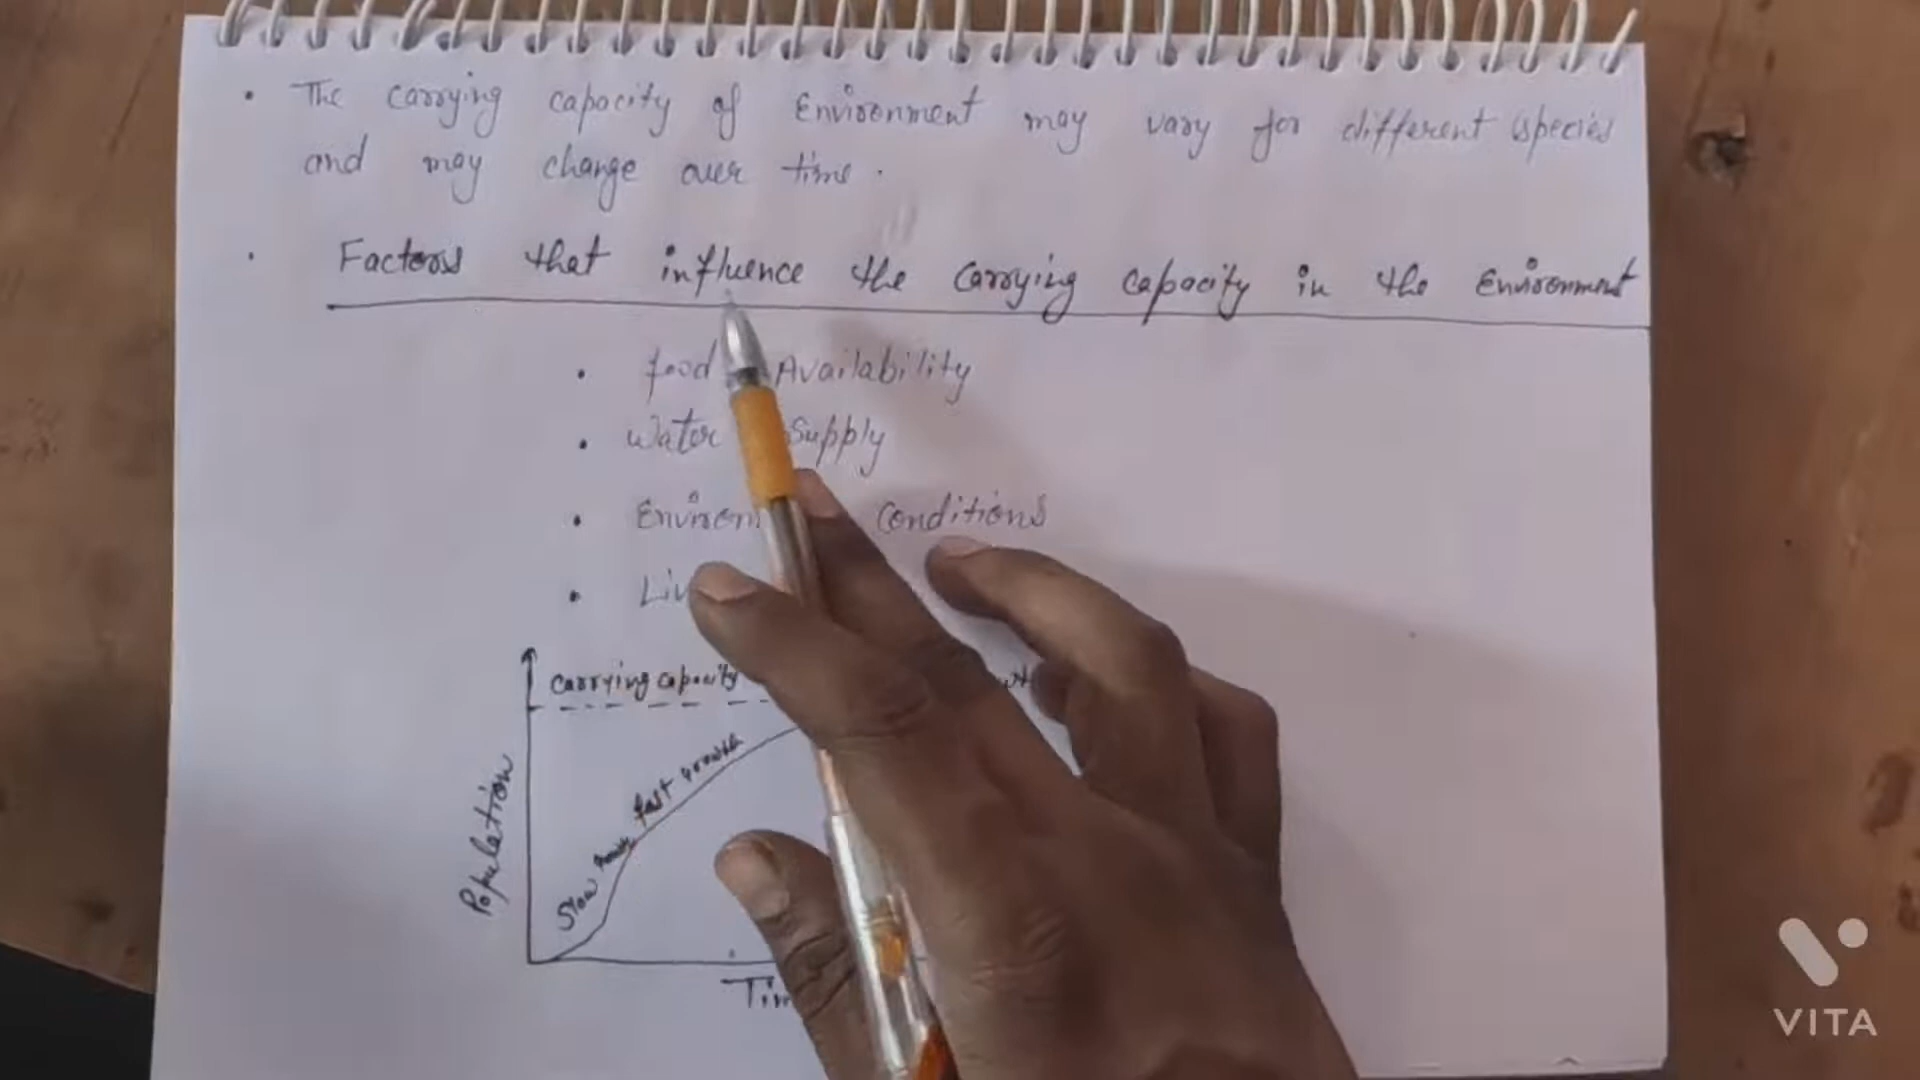 • The carrying capacity of Environment may vary for different species
and may change over time.
• Factors that influence the carrying capacity in the Environment
• food Availability
• Water Supply
• Conditions
•
carrying capacity
fast growth
Slow
Population
VITA